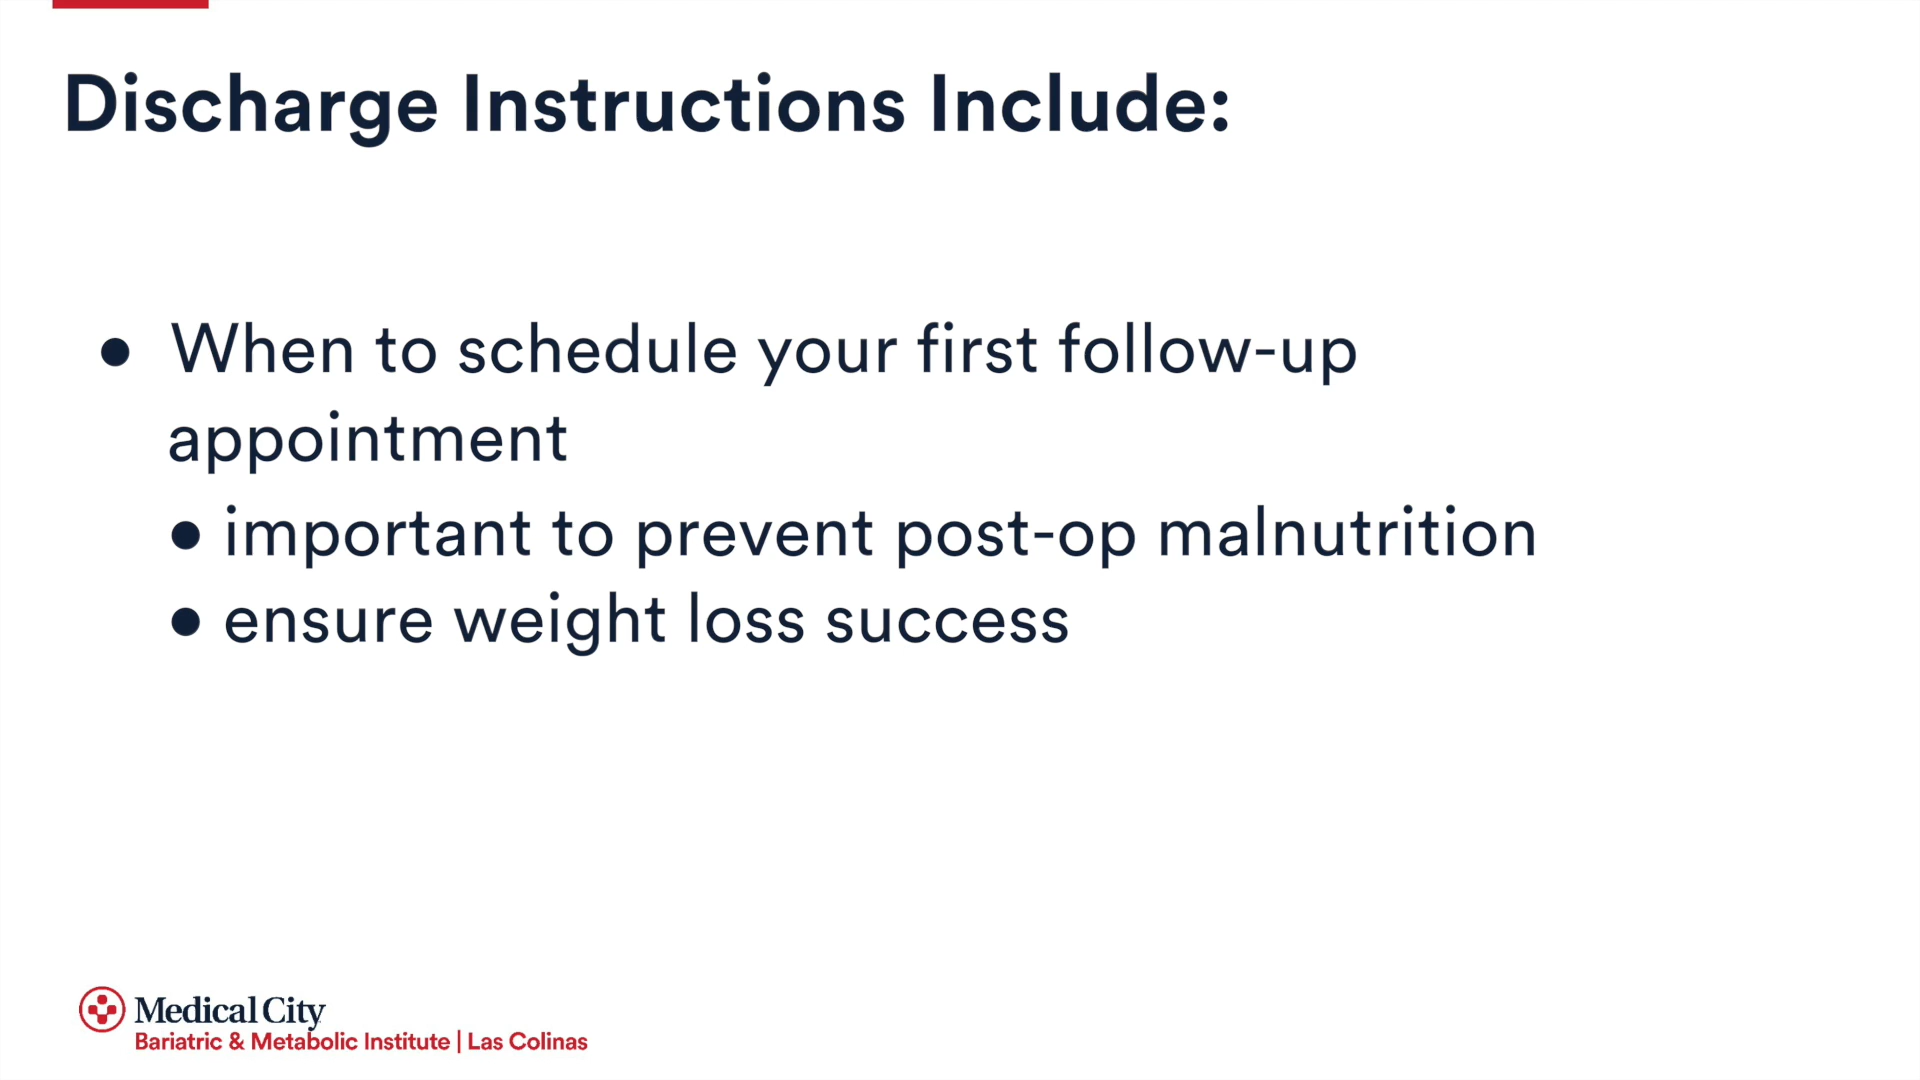 Discharge Instructions Include:
● When to schedule your first follow-up
appointment
● important to prevent post-op malnutrition
● ensure weight loss success
Medical City
Bariatric & Metabolic Institute | Las Colinas